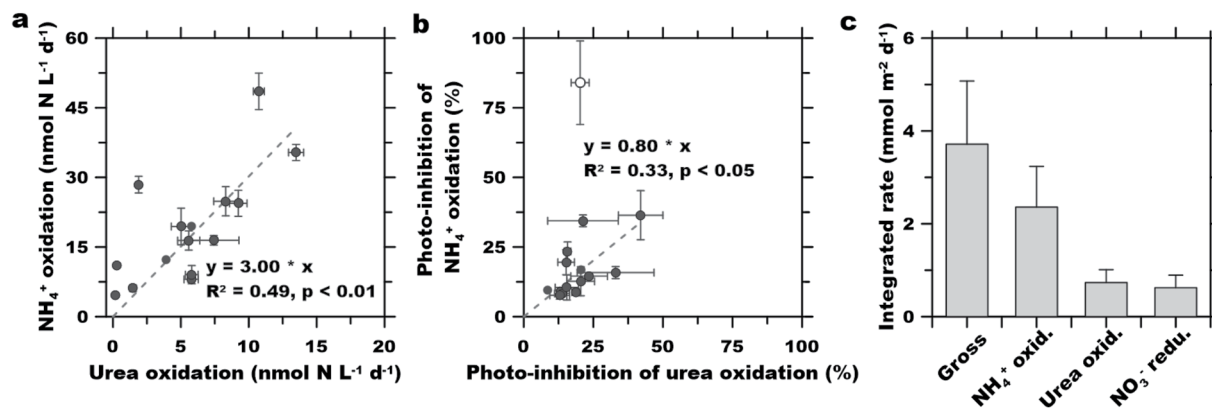 a
NH₄⁺ oxidation (nmol N L⁻¹ d⁻¹)
60
45
30
15
0
y = 3.00 * x
R² = 0.49, p < 0.01
0 5 10 15 20
Urea oxidation (nmol N L⁻¹ d⁻¹)
b
Photo-inhibition of
NH₄⁺ oxidation (%)
100
75
50
25
0
y = 0.80 * x
R² = 0.33, p < 0.05
0 25 50 75 100
Photo-inhibition of urea oxidation (%)
c
Integrated rate (mmol m⁻² d⁻¹)
6
4
2
0
Gross
NH₄⁺ oxid.
Urea oxid.
NO₃⁻ redu.